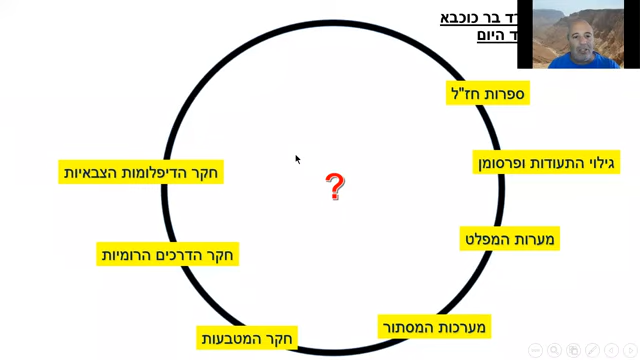 רד בר כוכבא
ד היום
ספרות חז"ל
גילוי התעודות ופרסומן
מערות המפלט
מערכות המסתור
חקר המטבעות
חקר הדרכים הרומיות
חקר הדיפלומות הצבאיות
?